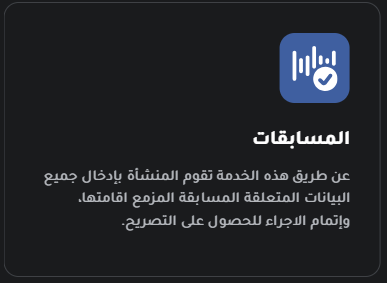 المسابقات
عن طريق هذه الخدمة تقوم المنشأة بإدخال جميع
البيانات المتعلقة المسابقة المزمع اقامتها،
وإتمام الاجراء للحصول على التصريح.